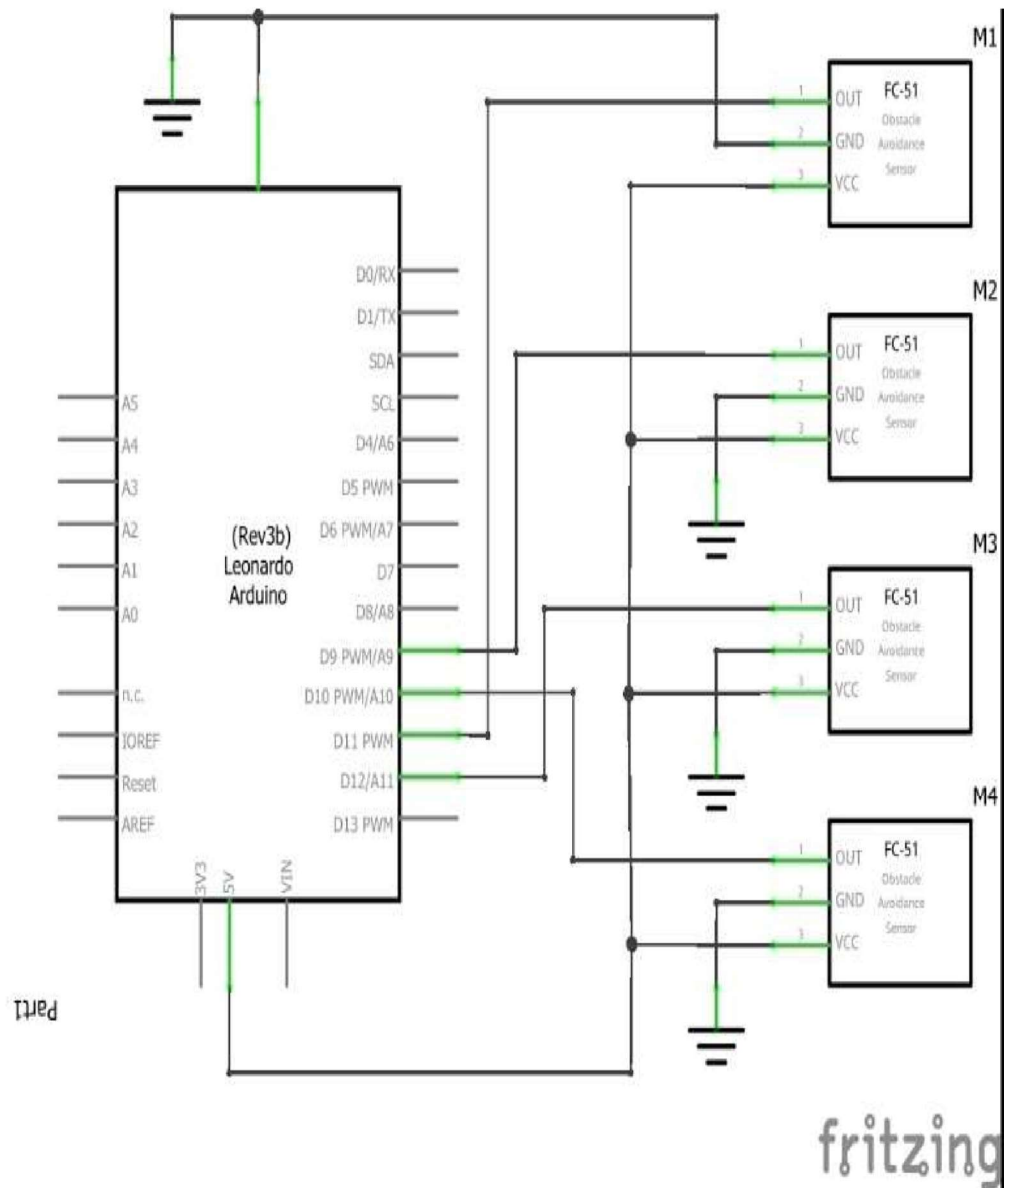 M1
1
OUT
FC-51
2
GND
Obstacle
Avoidance
Sensor
3
VCC
M2
1
OUT
FC-51
2
GND
Obstacle
Avoidance
Sensor
3
VCC
M3
1
OUT
FC-51
2
GND
Obstacle
Avoidance
Sensor
3
VCC
M4
1
OUT
FC-51
2
GND
Obstacle
Avoidance
Sensor
3
VCC
D0/RX
D1/TX
SDA
SCL
D4/A6
D5 PWM
D6 PWM/A7
D7
D8/A8
D9 PWM/A9
D10 PWM/A10
D11 PWM
D12/A11
D13 PWM
A5
A4
A3
A2
A1
A0
n.c.
IOREF
Reset
AREF
(Rev3b)
Leonardo
Arduino
3V3
5V
VIN
Part1
fritzing